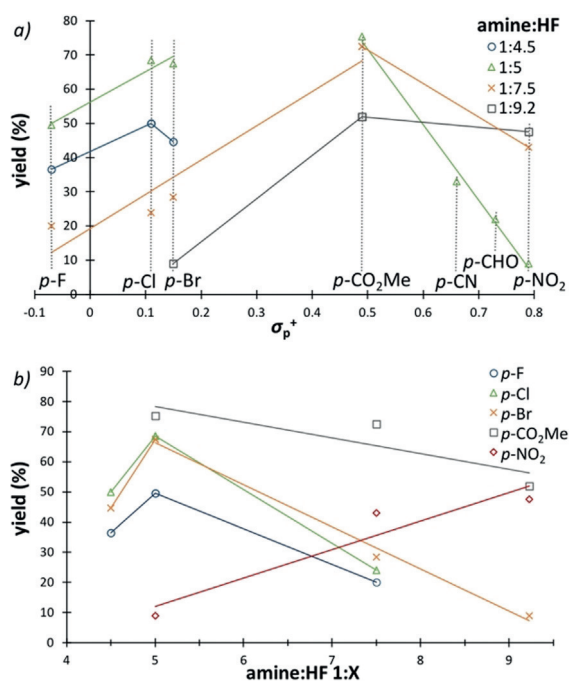 a)
amine:HF
1:4.5
1:5
1:7.5
1:9.2
yield (%)
80
70
60
50
40
30
20
10
0
p-F
p-Cl
p-Br
p-CO₂Me
p-CN
p-CHO
p-NO₂
-0.1 0 0.1 0.2 0.3 0.4 0.5 0.6 0.7 0.8
σₚ⁺
b)
p-F
p-Cl
p-Br
p-CO₂Me
p-NO₂
yield (%)
90
80
70
60
50
40
30
20
10
0
4 5 6 7 8 9
amine:HF 1:X